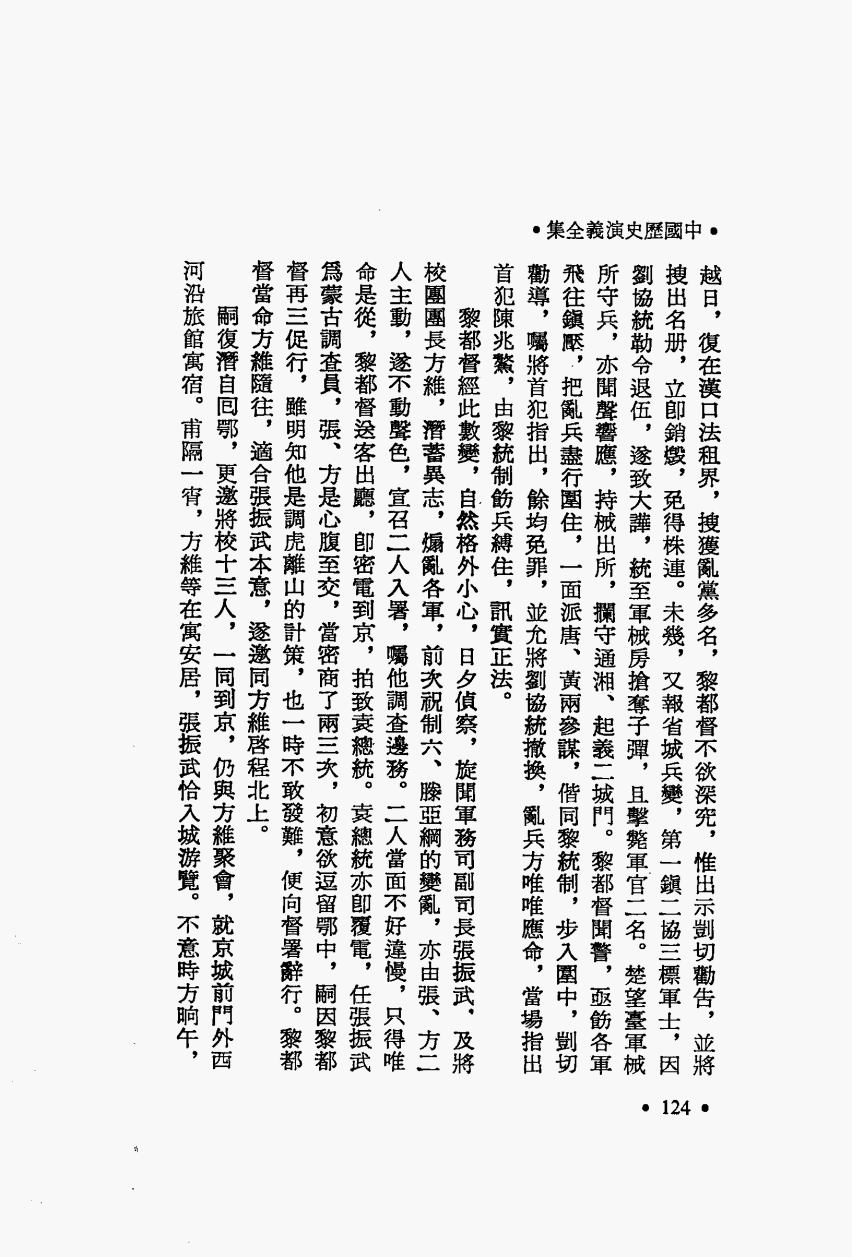 •中國歷史演義全集•
越日，復在漢口法租界，搜獲亂黨多名，黎都督不欲深究，惟出示剴切勸告，並將
搜出名册，立卽銷燬，免得株連。未幾，又報省城兵變，第一鎭二協三標軍士，因
劉協統勒令退伍，遂致大譁，統至軍械房搶奪子彈，且擊斃軍官二名。楚望臺軍械
所守兵，亦聞聲響應，持械出所，攔守通湘、起義二城門。黎都督聞警，亟飭各軍
飛往鎭壓，把亂兵盡行圍住，一面派唐、黃兩參謀，偕同黎統制，步入圍中，剴切
勸導，囑將首犯指出，餘均免罪，並允將劉協統撤換，亂兵方唯唯應命，當場指出
首犯陳兆鰲，由黎統制飭兵縛住，訊實正法。
黎都督經此數變，自然格外小心，日夕偵察，旋聞軍務司副司長張振武，及將
校團團長方維，潛蓄異志，煽亂各軍，前次祝制六、滕亞綱的變亂，亦由張、方二
人主動，遂不動聲色，宣召二人入署，囑他調查邊務。二人當面不好違慢，只得唯
命是從，黎都督送客出廳，卽密電到京，拍致袁總統。袁總統亦卽覆電，任張振武
爲蒙古調查員，張、方是心腹至交，當密商了兩三次，初意欲逗留鄂中，嗣因黎都
督再三促行，雖明知他是調虎離山的計策，也一時不敢發難，便向督署辭行。黎都
督當命方維隨往，適合張振武本意，遂邀同方維啓程北上。
嗣復潛自囘鄂，更邀將校十三人，一同到京，仍與方維聚會，就京城前門外西
河沿旅館寓宿。甫隔一宵，方維等在寓安居，張振武恰入城游覽。不意時方晌午，
•124•